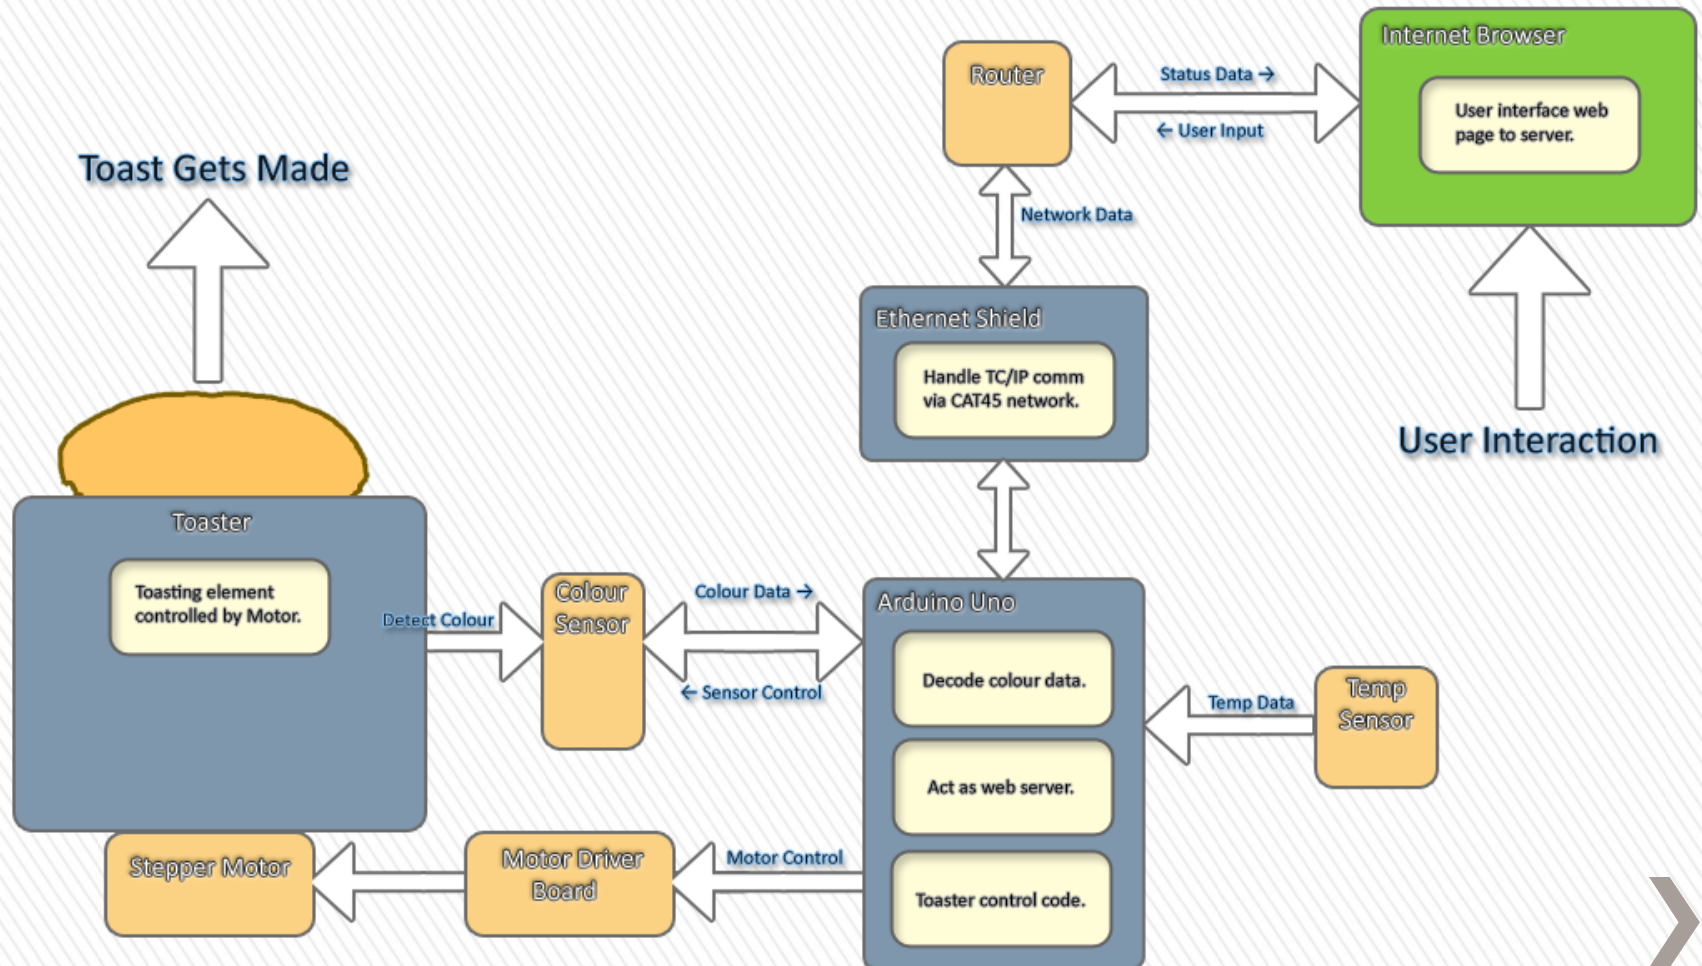 Internet Browser
User interface web
page to server.
Router
Status Data →
← User Input
Toast Gets Made
Network Data
Ethernet Shield
Handle TC/IP comm
via CAT45 network.
User Interaction
Toaster
Toasting element
controlled by Motor.
Detect Colour
Colour
Sensor
Colour Data →
← Sensor Control
Arduino Uno
Decode colour data.
Act as web server.
Toaster control code.
Temp Data
Temp
Sensor
Stepper Motor
Motor Driver
Board
Motor Control